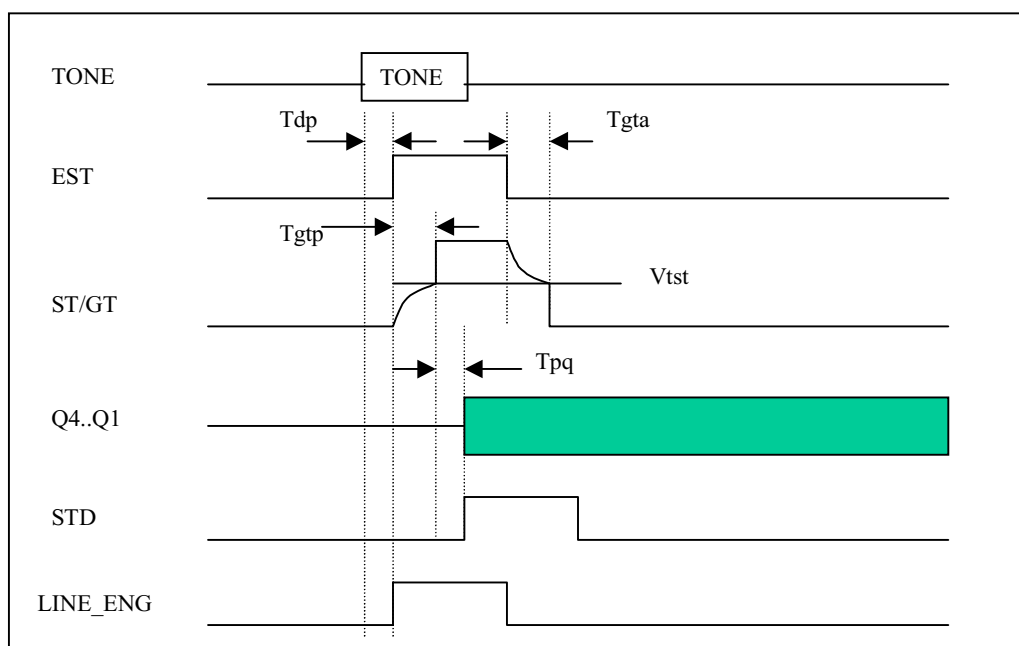 TONE
TONE
Tdp
Tgta
EST
Tgtp
Vtst
ST/GT
Tpq
Q4..Q1
STD
LINE_ENG